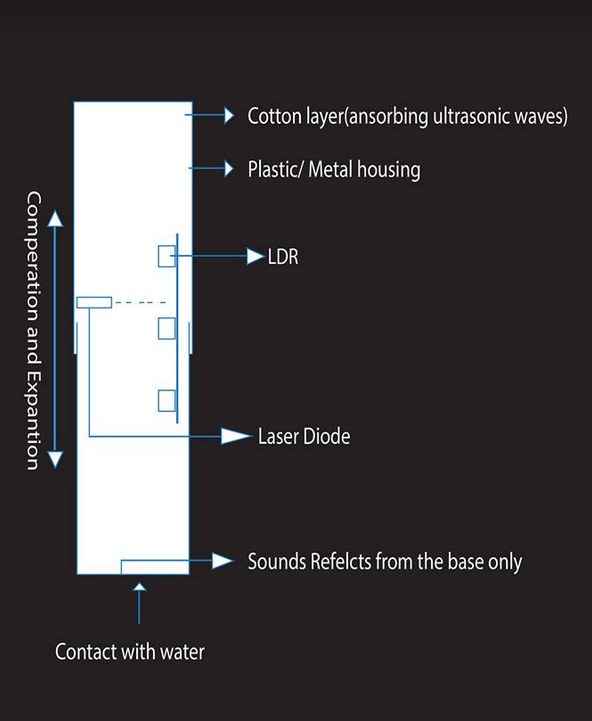 Cotton layer(ansorbing ultrasonic waves)
Plastic/ Metal housing
Comperation and Expantion
LDR
Laser Diode
Sounds Refelcts from the base only
Contact with water